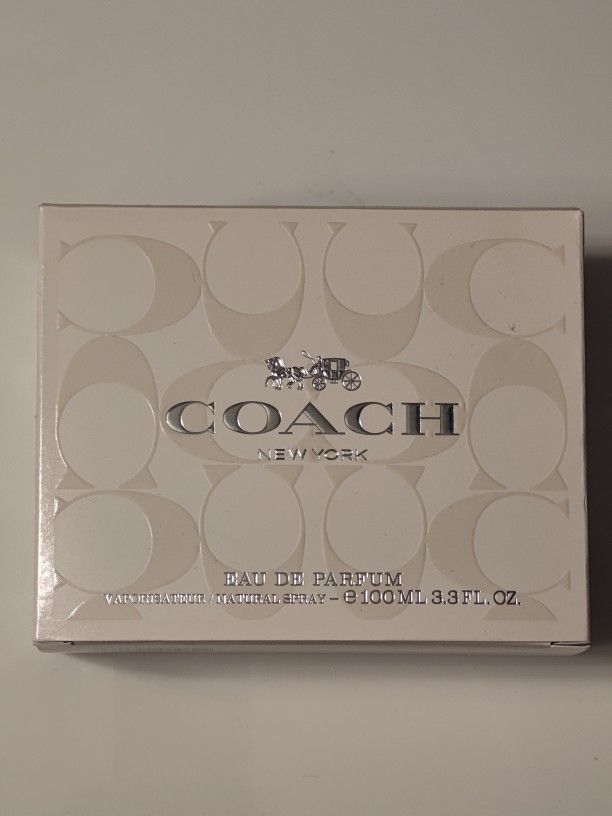 COACH
NEW YORK
EAU DE PARFUM
VAPORISATEUR / NATURAL SPRAY – ℮ 100 ML 3.3 FL. OZ.